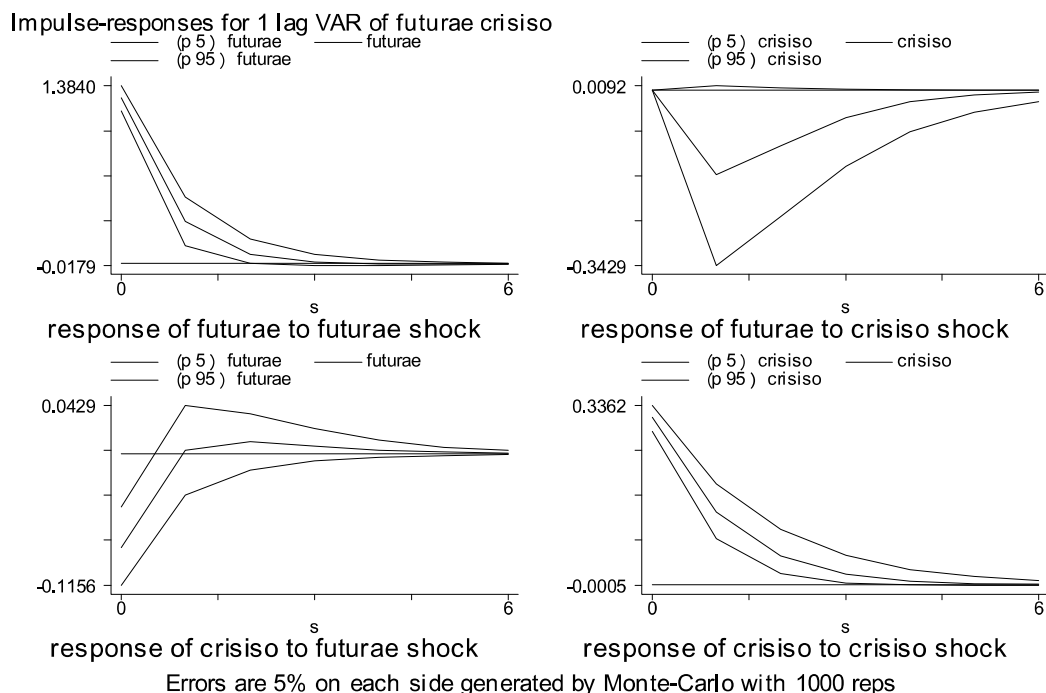 Impulse-responses for 1 lag VAR of futurae crisiso
(p 5) futurae futurae
(p 95) futurae
1.3840
-0.0179
0 6
s
response of futurae to futurae shock
(p 5) crisiso crisiso
(p 95) crisiso
0.0092
-0.3429
0 6
s
response of futurae to crisiso shock
(p 5) futurae futurae
(p 95) futurae
0.0429
-0.1156
0 6
s
response of crisiso to futurae shock
(p 5) crisiso crisiso
(p 95) crisiso
0.3362
-0.0005
0 6
s
response of crisiso to crisiso shock
Errors are 5% on each side generated by Monte-Carlo with 1000 reps